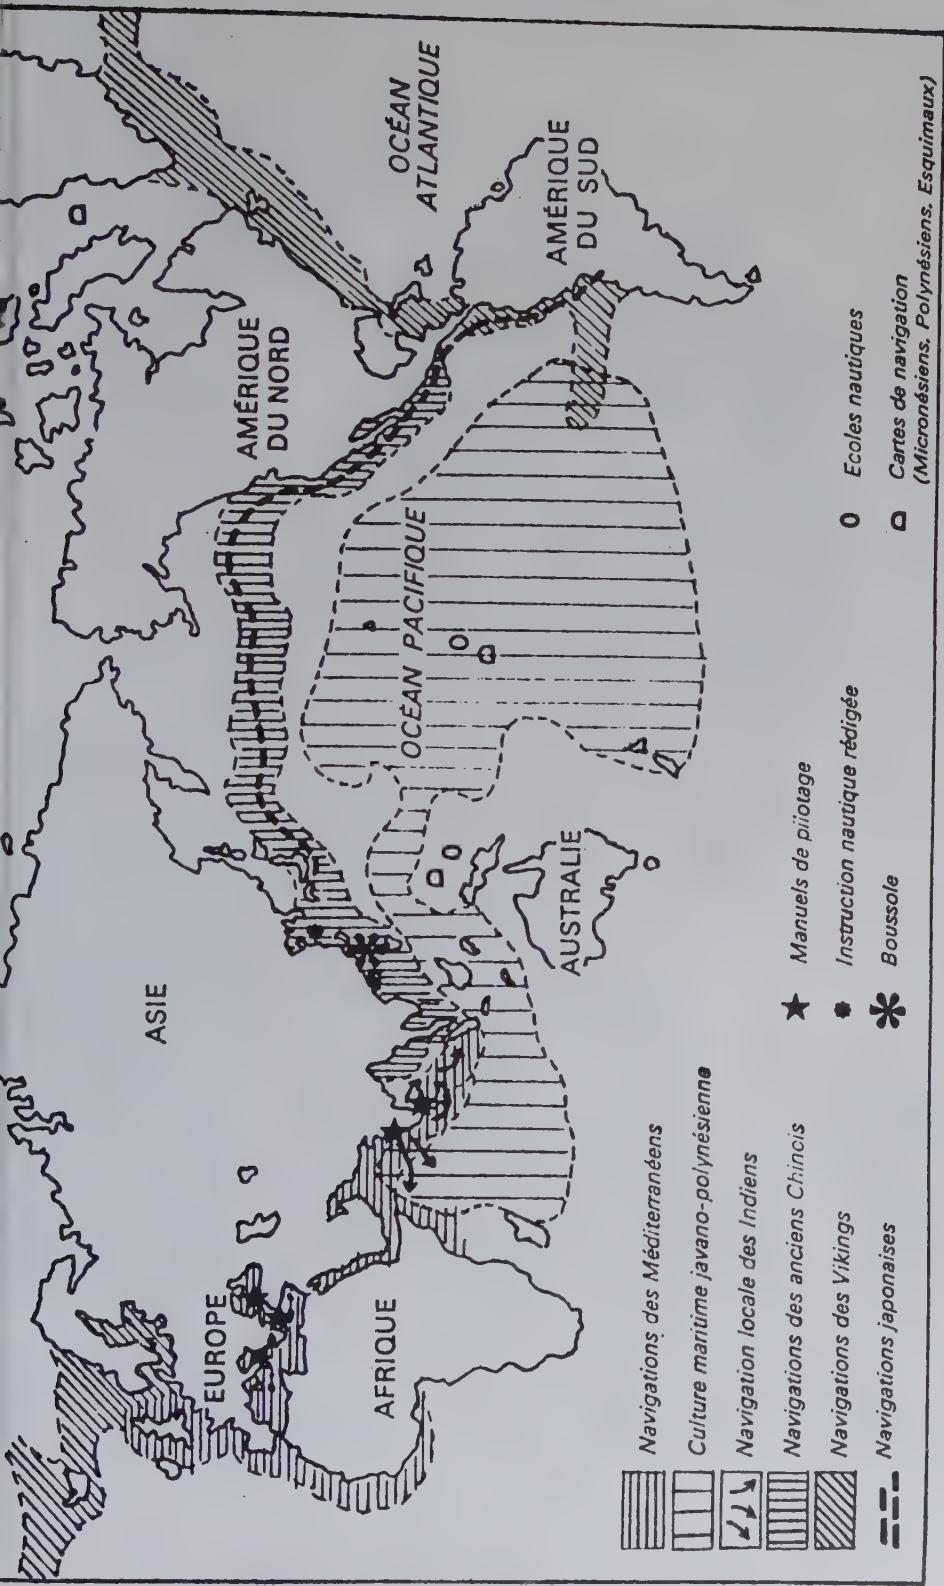 OCÉAN
ATLANTIQUE
AMÉRIQUE
DU NORD
AMÉRIQUE
DU SUD
OCÉAN PACIFIQUE
ASIE
AUSTRALIE
EUROPE
AFRIQUE
Navigations des Méditerranéens
Culture maritime javano-polynésienne
Navigation locale des Indiens
Navigations des anciens Chincis
Navigations des Vikings
Navigations japonaises
Manuels de pilotage
Instruction nautique rédigée
Boussole
Ecoles nautiques
Cartes de navigation
(Micronésiens, Polynésiens, Esquimaux)